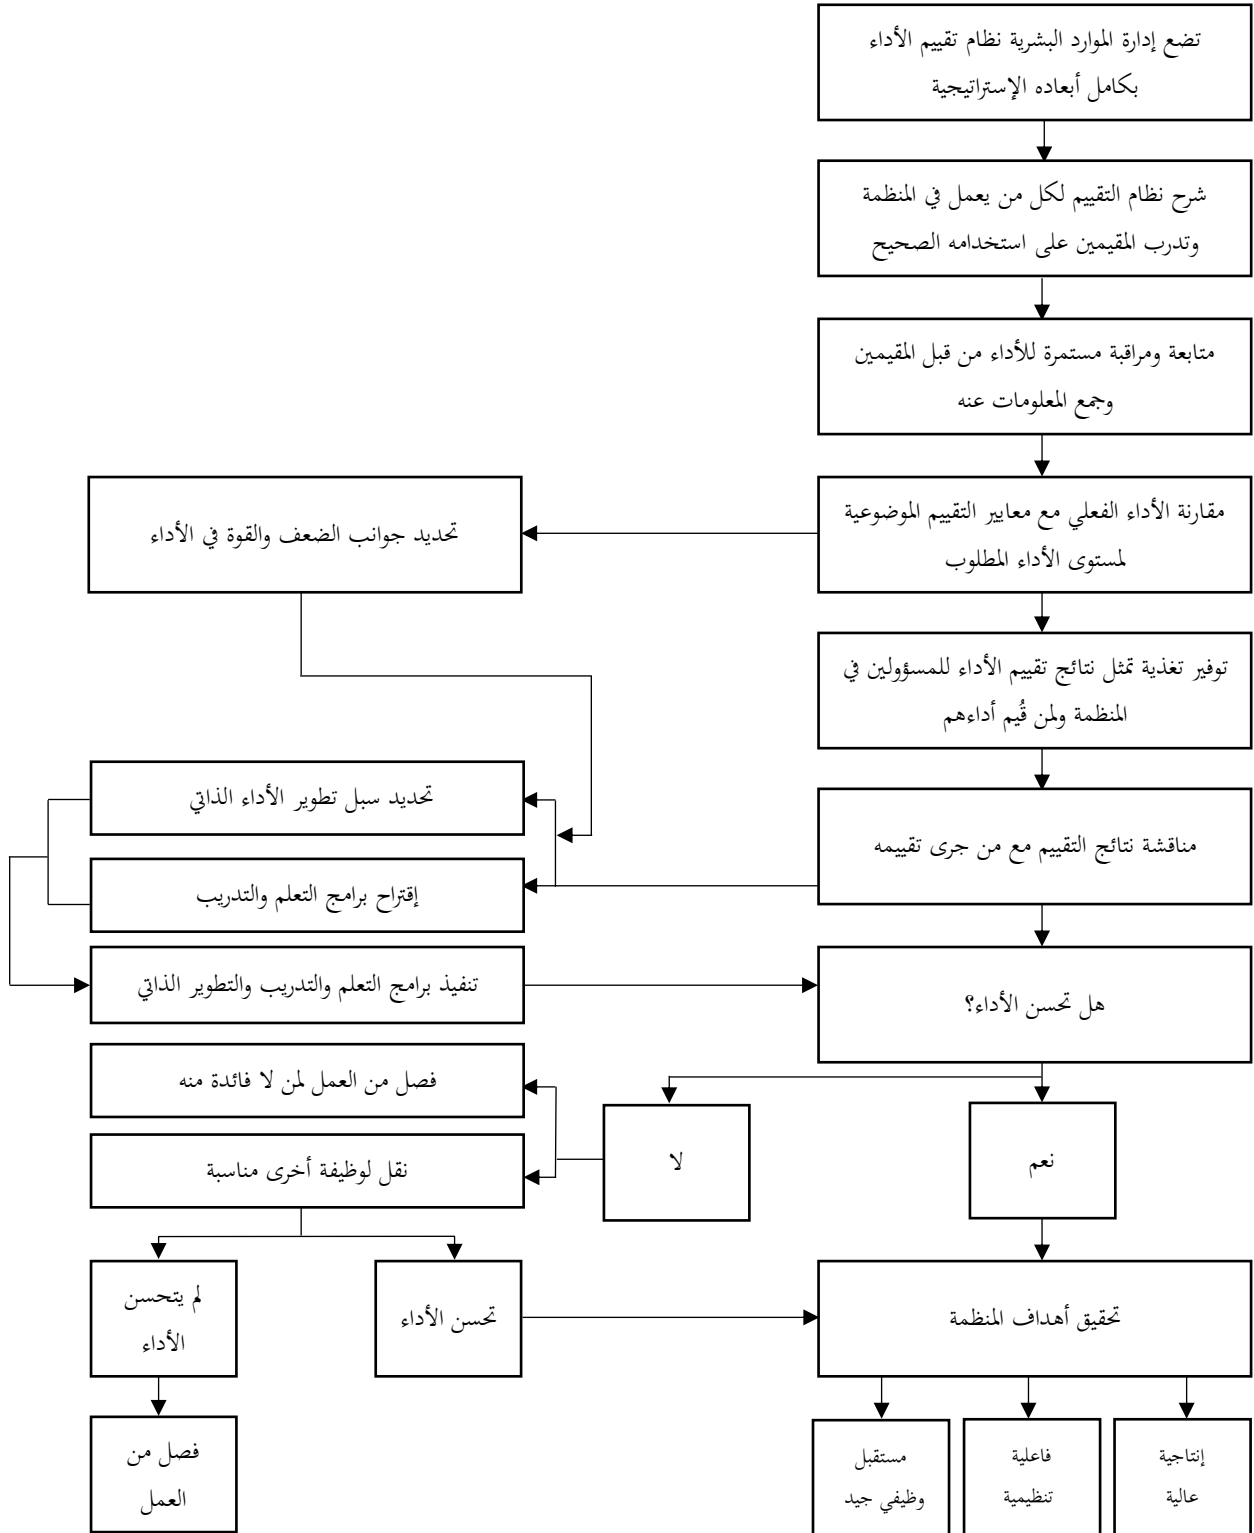 تضع إدارة الموارد البشرية نظام تقييم الأداء
بكامل أبعاده الإستراتيجية
شرح نظام التقييم لكل من يعمل في المنظمة
وتدرب المقيمين على استخدامه الصحيح
متابعة ومراقبة مستمرة للأداء من قبل المقيمين
وجمع المعلومات عنه
مقارنة الأداء الفعلي مع معايير التقييم الموضوعية
لمستوى الأداء المطلوب
تحديد جوانب الضعف والقوة في الأداء
توفير تغذية تمثل نتائج تقييم الأداء للمسؤولين في
المنظمة ولمن قُيم أداءهم
مناقشة نتائج التقييم مع من جرى تقييمه
تحديد سبل تطوير الأداء الذاتي
إقتراح برامج التعلم والتدريب
تنفيذ برامج التعلم والتدريب والتطوير الذاتي
هل تحسن الأداء؟
نعم
لا
فصل من العمل لمن لا فائدة منه
نقل لوظيفة أخرى مناسبة
تحسن الأداء
لم يتحسن
الأداء
فصل من
العمل
تحقيق أهداف المنظمة
إنتاجية
عالية
فاعلية
تنظيمية
مستقبل
وظيفي جيد